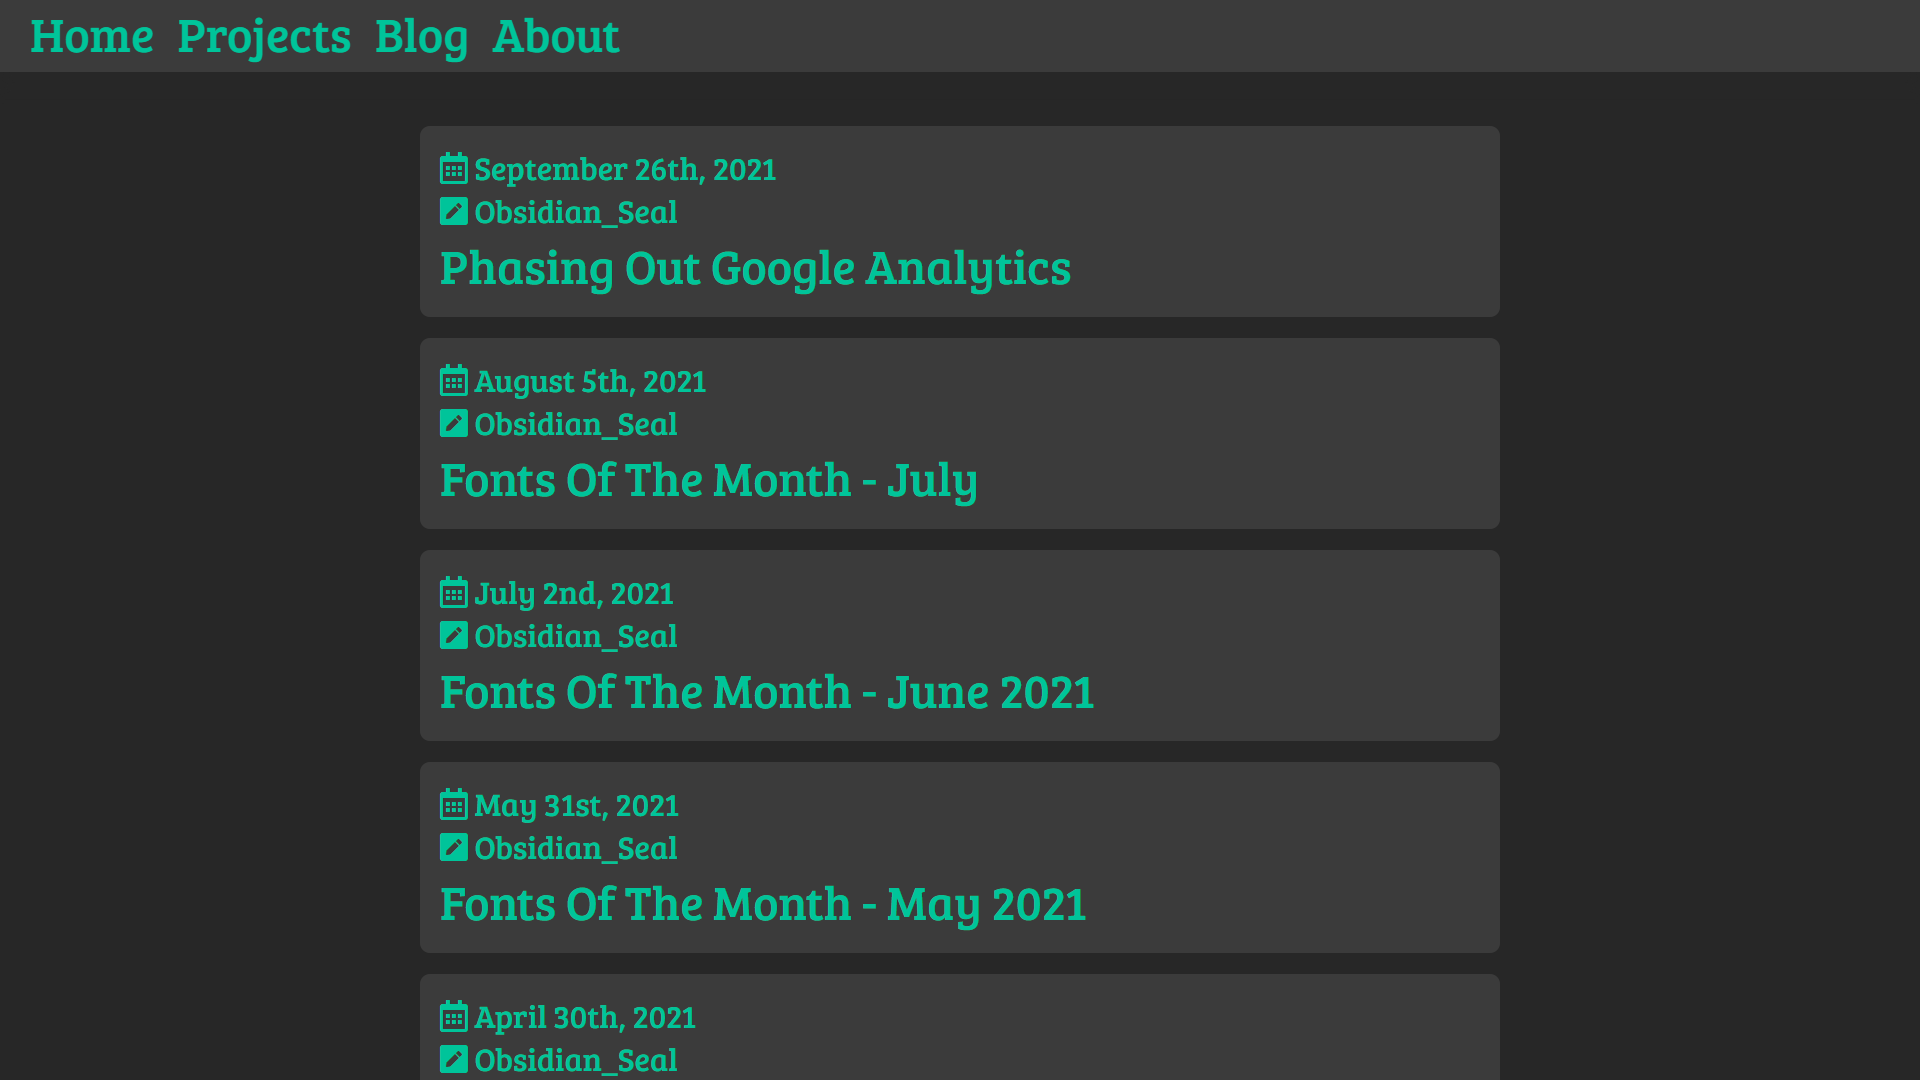 Home Projects Blog About
September 26th, 2021
Obsidian_Seal
Phasing Out Google Analytics
August 5th, 2021
Obsidian_Seal
Fonts Of The Month - July
July 2nd, 2021
Obsidian_Seal
Fonts Of The Month - June 2021
May 31st, 2021
Obsidian_Seal
Fonts Of The Month - May 2021
April 30th, 2021
Obsidian_Seal